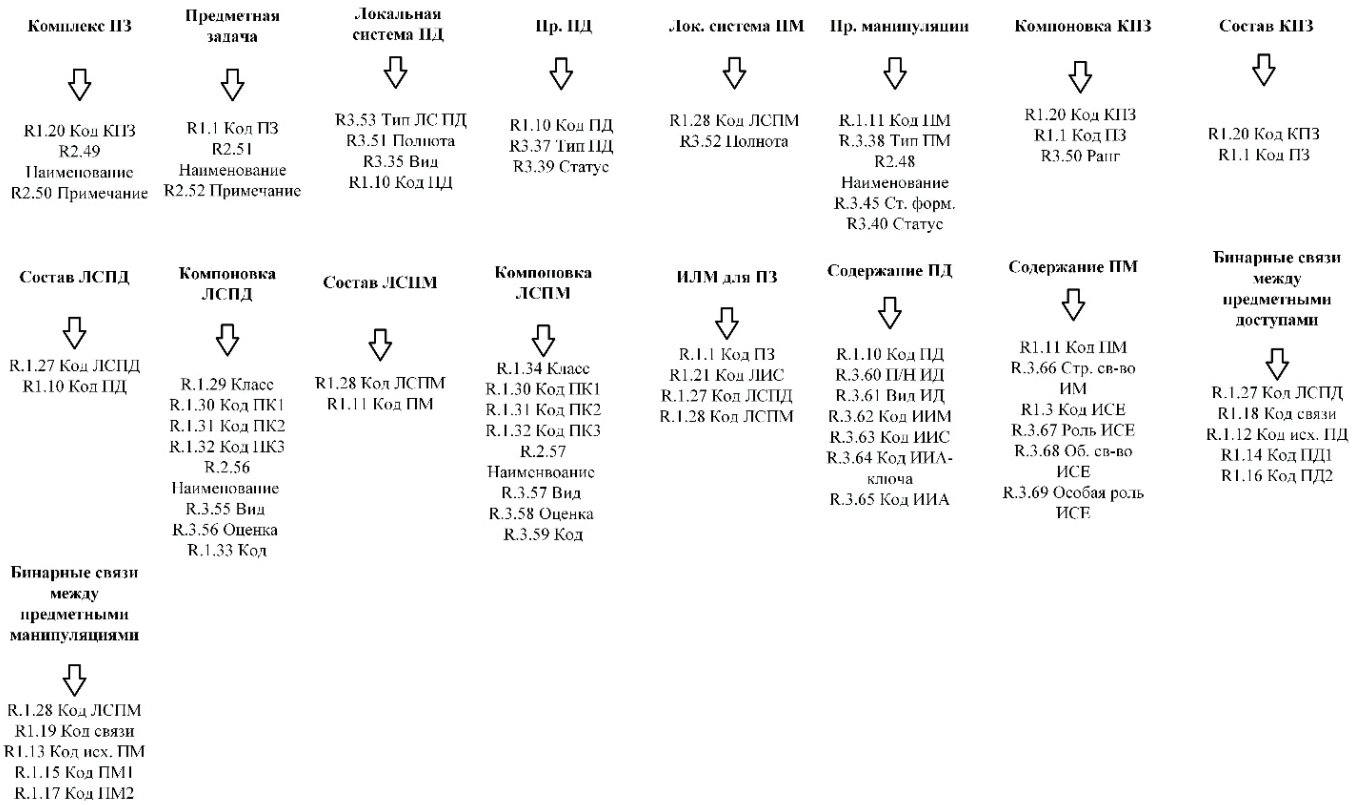 Комплекс ПЗ
R1.20 Код КПЗ
R2.49
Наименование
R2.50 Примечание
Предметная
задача
R1.1 Код ПЗ
R2.51
Наименование
R2.52 Примечание
Локальная
система ПД
R3.53 Тип ЛС ПД
R3.51 Полнота
R3.35 Вид
R1.10 Код ПД
Пр. ПД
R1.10 Код ПД
R3.37 Тип ПД
R3.39 Статус
Лок. система ПМ
R1.28 Код ЛСПМ
R3.52 Полнота
Пр. манипуляции
R.1.11 Код ПМ
R.3.38 Тип ПМ
R2.48
Наименование
R.3.45 Ст. форм.
R3.40 Статус
Компоновка КПЗ
R1.20 Код КПЗ
R1.1 Код ПЗ
R3.50 Ранг
Состав КПЗ
R1.20 Код КПЗ
R1.1 Код ПЗ
Состав ЛСПД
R.1.27 Код ЛСПД
R1.10 Код ПД
Компоновка
ЛСПД
R.1.29 Класс
R.1.30 Код ПК1
R.1.31 Код ПК2
R.1.32 Код ПК3
R.2.56
Наименование
R.3.55 Вид
R.3.56 Оценка
R.1.33 Код
Состав ЛСПМ
R1.28 Код ЛСПМ
R1.11 Код ПМ
Компоновка
ЛСПМ
R.1.34 Класс
R.1.30 Код ПК1
R.1.31 Код ПК2
R.1.32 Код ПК3
R.2.57
Наименвоание
R.3.57 Вид
R.3.58 Оценка
R.3.59 Код
ИЛМ для ПЗ
R.1.1 Код ПЗ
R1.21 Код ЛИС
R.1.27 Код ЛСПД
R.1.28 Код ЛСПМ
Содержание ПД
R.1.10 Код ПД
R.3.60 П/Н ИД
R.3.61 Вид ИД
R.3.62 Код ИИМ
R.3.63 Код ИИС
R.3.64 Код ИИА-
ключа
R.3.65 Код ИИА
Содержание ПМ
R1.11 Код ПМ
R.3.66 Стр. св-во
ИМ
R1.3 Код ИСЕ
R.3.67 Роль ИСЕ
R.3.68 Об. св-во
ИСЕ
R.3.69 Особая роль
ИСЕ
Бинарные связи
между
предметными
доступами
R.1.27 Код ЛСПД
R1.18 Код связи
R.1.12 Код исх. ПД
R1.14 Код ПД1
R1.16 Код ПД2
Бинарные связи
между
предметными
манипуляциями
R.1.28 Код ЛСПМ
R1.19 Код связи
R1.13 Код исх. ПМ
R.1.15 Код ПМ1
R.1.17 Код ПМ2